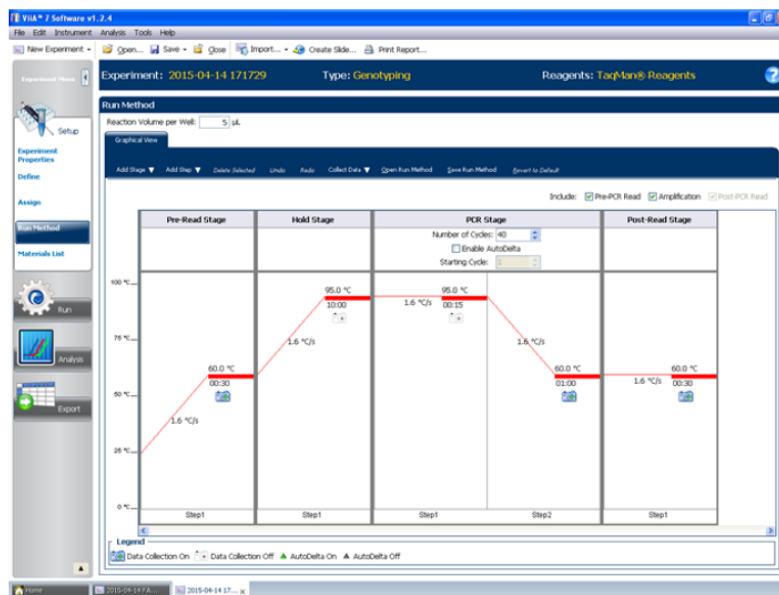 ViiA™ 7 Software v1.2.4
File Edit Instrument Analysis Tools Help
New Experiment Open... Save Close Import... Create Slide... Print Report...
Experiment Menu
Experiment: 2015-04-14 171729 Type: Genotyping Reagents: TaqMan® Reagents
Setup
Experiment Properties
Define
Assign
Run Method
Materials List
Run
Analysis
Export
Run Method
Reaction Volume per Well: 5 µL
Graphical View
Add Stage Add Step Delete Selected Undo Redo Collect Data Open Run Method Save Run Method Revert to Default
Include: Pre-PCR Read Amplification Post-PCR Read
Pre-Read Stage Hold Stage PCR Stage Post-Read Stage
Number of Cycles: 40
Enable AutoDelta
Starting Cycle: 1
100 °C
75 °C
50 °C
25 °C
0 °C
60.0 °C
00:30
1.6 °C/s
95.0 °C
10:00
1.6 °C/s
95.0 °C
1.6 °C/s 00:15
1.6 °C/s
60.0 °C
01:00
60.0 °C
1.6 °C/s 00:30
Step1 Step1 Step1 Step2 Step1
Legend
Data Collection On Data Collection Off AutoDelta On AutoDelta Off
Home 2015-04-14 FA... 2015-04-14 17...